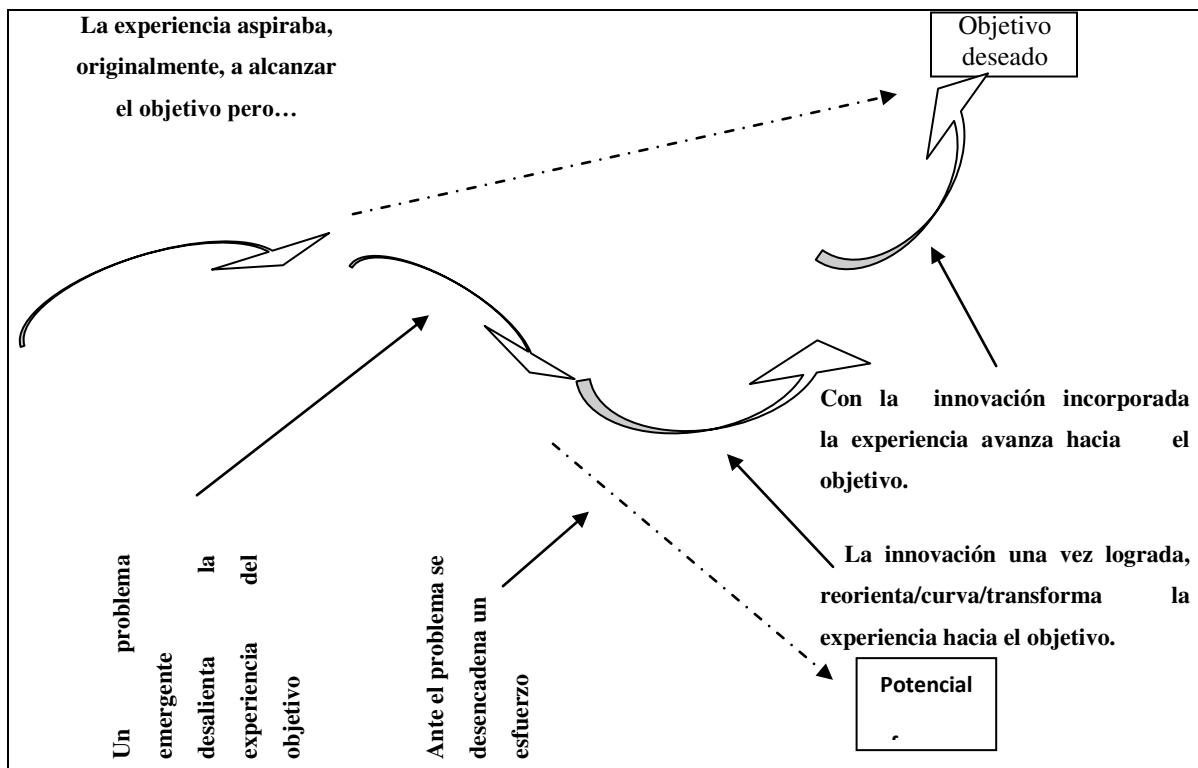 La experiencia aspiraba,
originalmente, a alcanzar
el objetivo pero…
Objetivo
deseado
Con la innovación incorporada
la experiencia avanza hacia el
objetivo.
La innovación una vez lograda,
reorienta/curva/transforma la
experiencia hacia el objetivo.
Un problema
emergente
desalienta la
experiencia del
objetivo
Ante el problema se
desencadena un
esfuerzo
Potencial